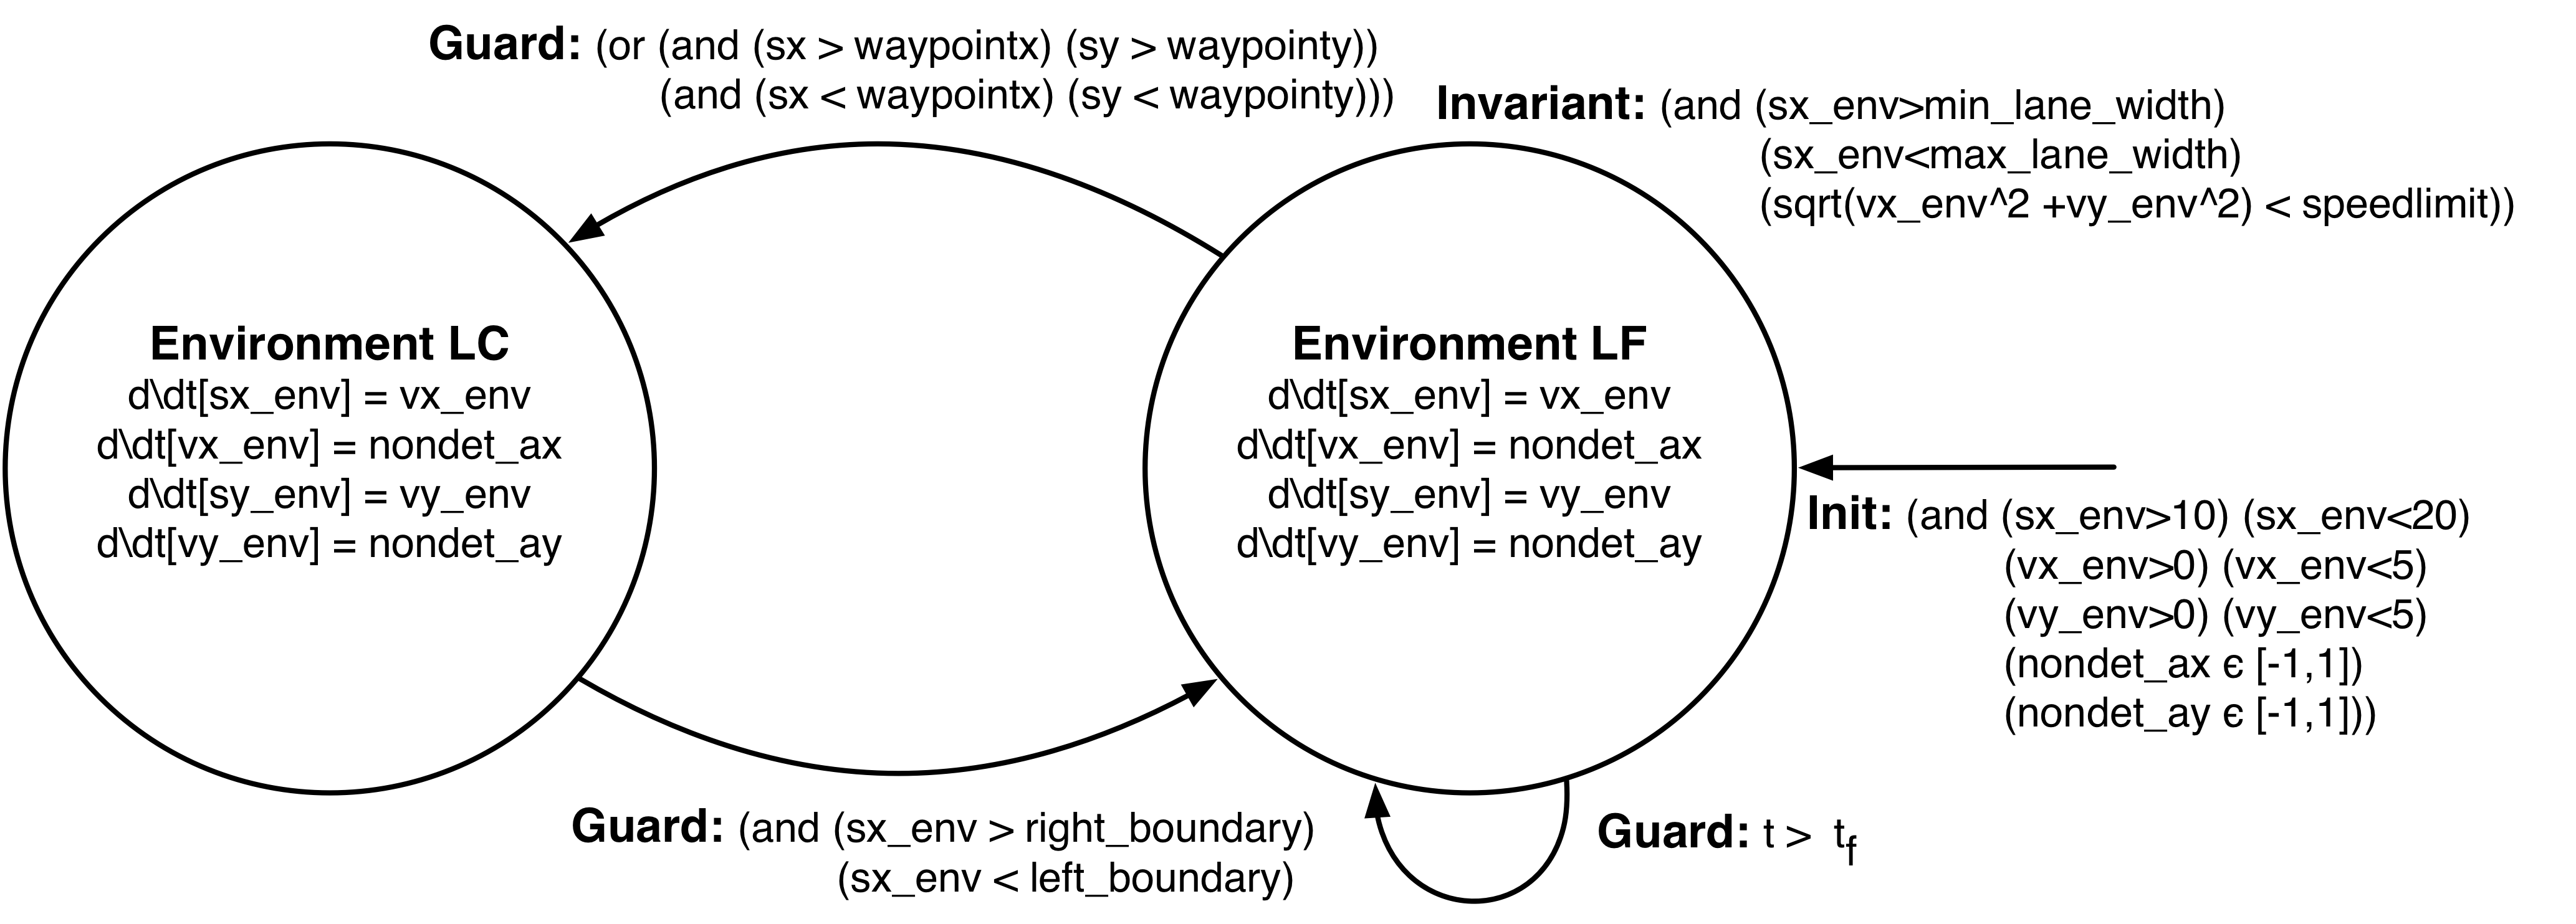 Guard: (or (and (sx > waypointx) (sy > waypointy))
(and (sx < waypointx) (sy < waypointy)))
Invariant: (and (sx_env>min_lane_width)
(sx_env<max_lane_width)
(sqrt(vx_env^2 +vy_env^2) < speedlimit))
Environment LC
d\dt[sx_env] = vx_env
d\dt[vx_env] = nondet_ax
d\dt[sy_env] = vy_env
d\dt[vy_env] = nondet_ay
Environment LF
d\dt[sx_env] = vx_env
d\dt[vx_env] = nondet_ax
d\dt[sy_env] = vy_env
d\dt[vy_env] = nondet_ay
Init: (and (sx_env>10) (sx_env<20)
(vx_env>0) (vx_env<5)
(vy_env>0) (vy_env<5)
(nondet_ax є [-1,1])
(nondet_ay є [-1,1]))
Guard: (and (sx_env > right_boundary)
(sx_env < left_boundary)
Guard: t > t_f